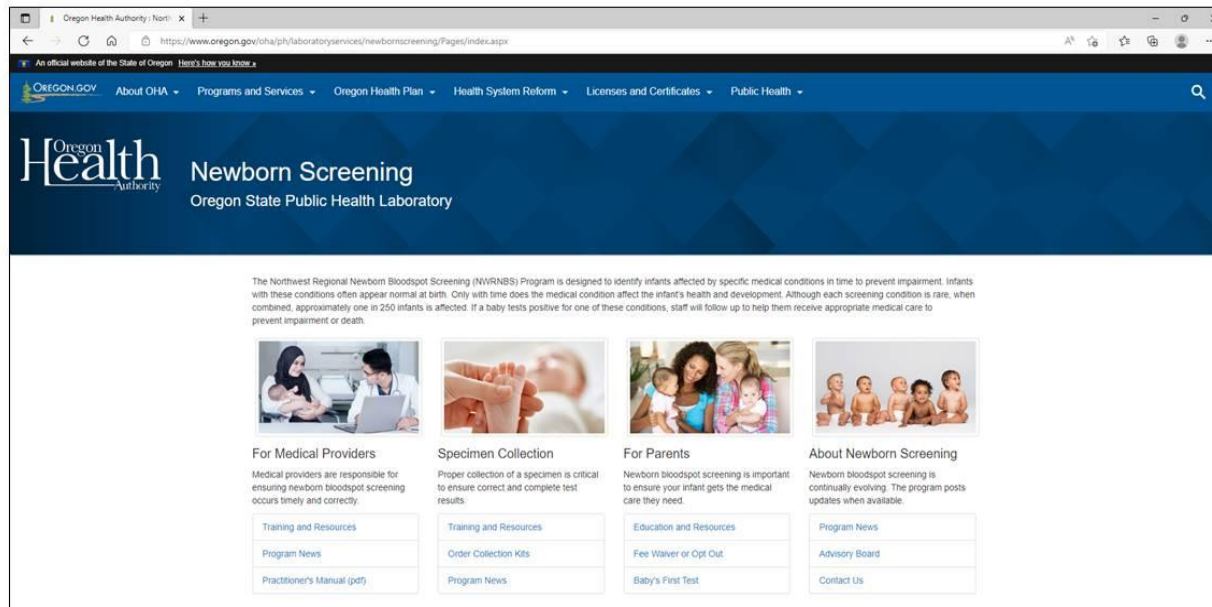 Oregon Health Authority : North
https://www.oregon.gov/oha/ph/laboratoryservices/newbornscreening/Pages/index.aspx
An official website of the State of Oregon Here's how you know »
OREGON.GOV About OHA Programs and Services Oregon Health Plan Health System Reform Licenses and Certificates Public Health
Oregon Health Authority
Newborn Screening
Oregon State Public Health Laboratory
The Northwest Regional Newborn Bloodspot Screening (NWRNBS) Program is designed to identify infants affected by specific medical conditions in time to prevent impairment. Infants
with these conditions often appear normal at birth. Only with time does the medical condition affect the infant's health and development. Although each screening condition is rare, when
combined, approximately one in 250 infants is affected. If a baby tests positive for one of these conditions, staff will follow up to help them receive appropriate medical care to
prevent impairment or death.
For Medical Providers
Medical providers are responsible for
ensuring newborn bloodspot screening
occurs timely and correctly.
Training and Resources
Program News
Practitioner's Manual (pdf)
Specimen Collection
Proper collection of a specimen is critical
to ensure correct and complete test
results.
Training and Resources
Order Collection Kits
Program News
For Parents
Newborn bloodspot screening is important
to ensure your infant gets the medical
care they need.
Education and Resources
Fee Waiver or Opt Out
Baby's First Test
About Newborn Screening
Newborn bloodspot screening is
continually evolving. The program posts
updates when available.
Program News
Advisory Board
Contact Us